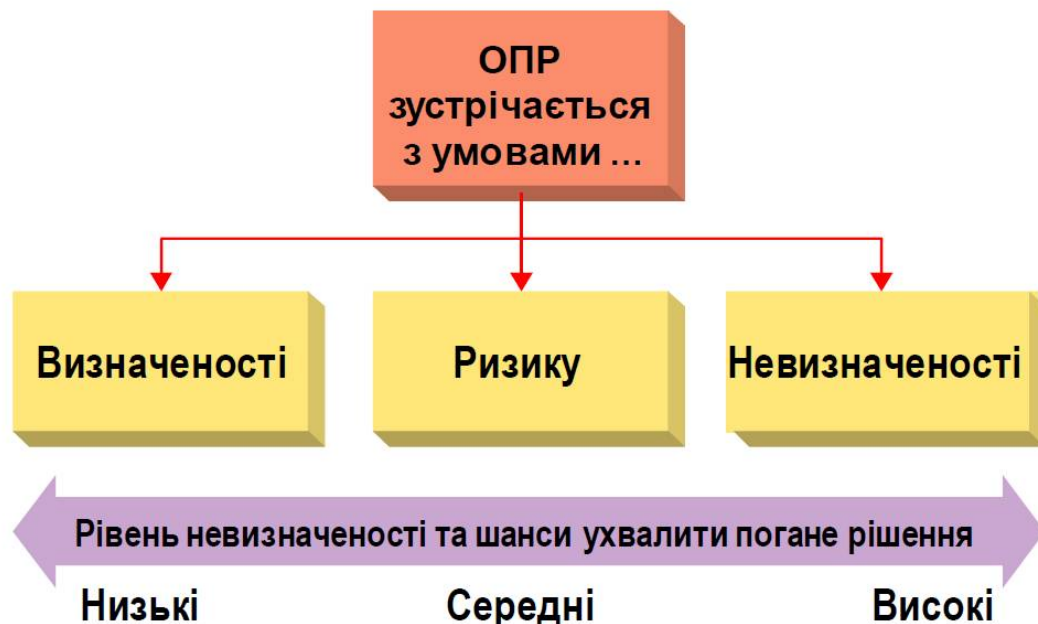 ОПР
зустрічається
з умовами ...
Визначеності
Ризику
Невизначеності
Рівень невизначеності та шанси ухвалити погане рішення
Низькі
Середні
Високі